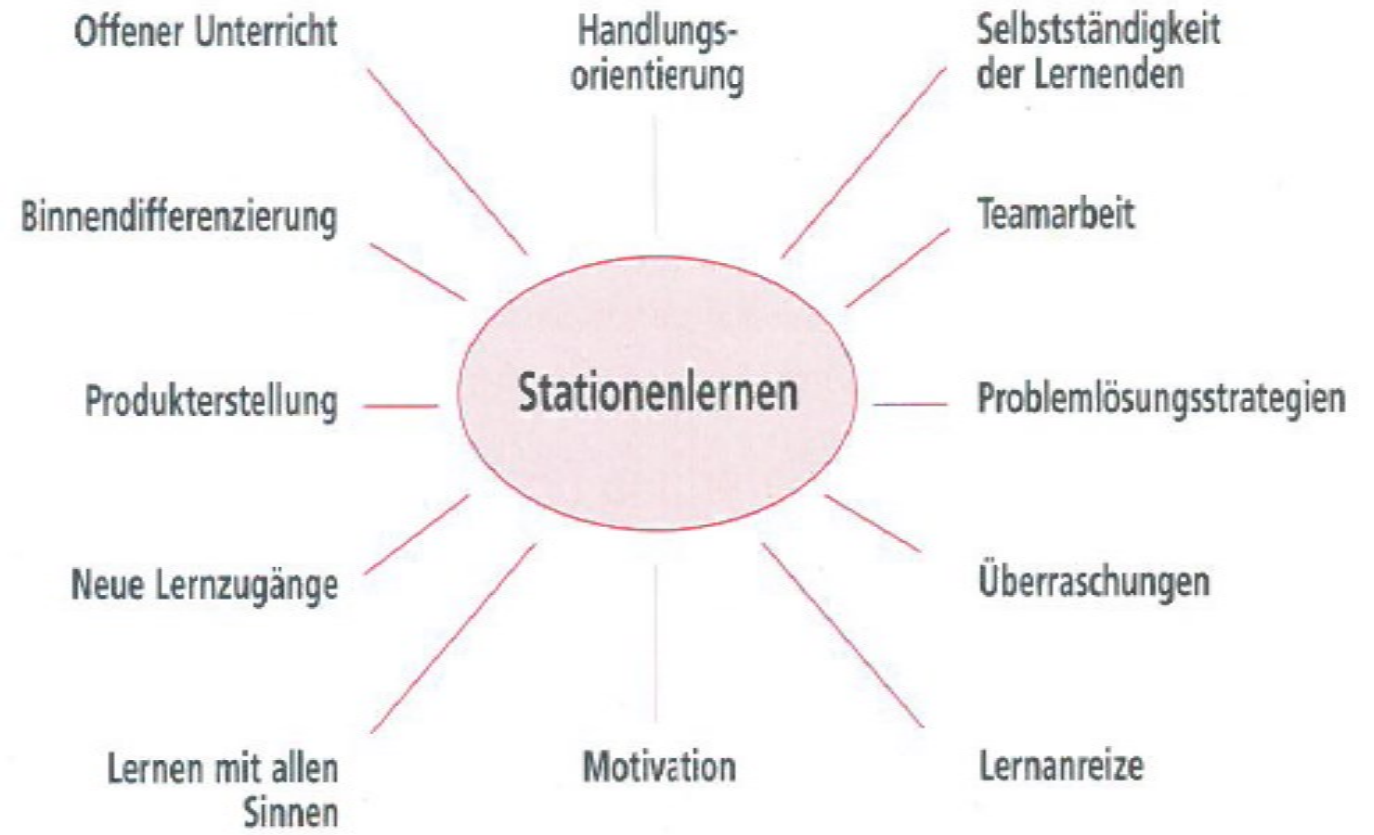 Offener Unterricht
Handlungs-
orientierung
Selbstständigkeit
der Lernenden
Binnendifferenzierung
Teamarbeit
Stationenlernen
Produkterstellung
Problemlösungsstrategien
Neue Lernzugänge
Überraschungen
Lernen mit allen
Sinnen
Motivation
Lernanreize